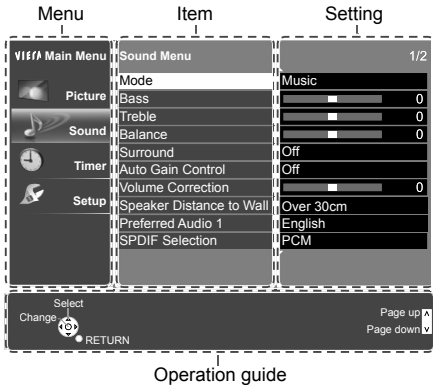 Menu Item Setting
VIERA Main Menu Sound Menu 1/2
Mode Music
Picture
Bass 0
Treble 0
Sound
Balance 0
Surround Off
Timer
Auto Gain Control Off
Volume Correction 0
Setup
Speaker Distance to Wall Over 30cm
Preferred Audio 1 English
SPDIF Selection PCM
Select
Change
RETURN
Page up
Page down
Operation guide